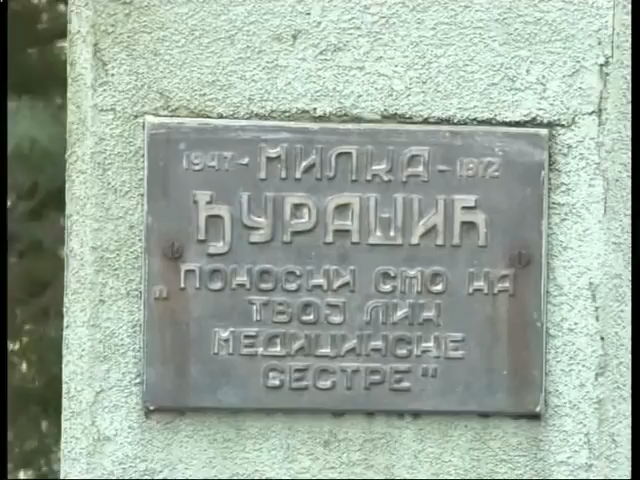 1947- МИЛКА -1972
ЂУРАШИЋ
„ПОНОСНИ СМО НА
ТВОЈ ЛИК
МЕДИЦИНСКЕ
СЕСТРЕ"